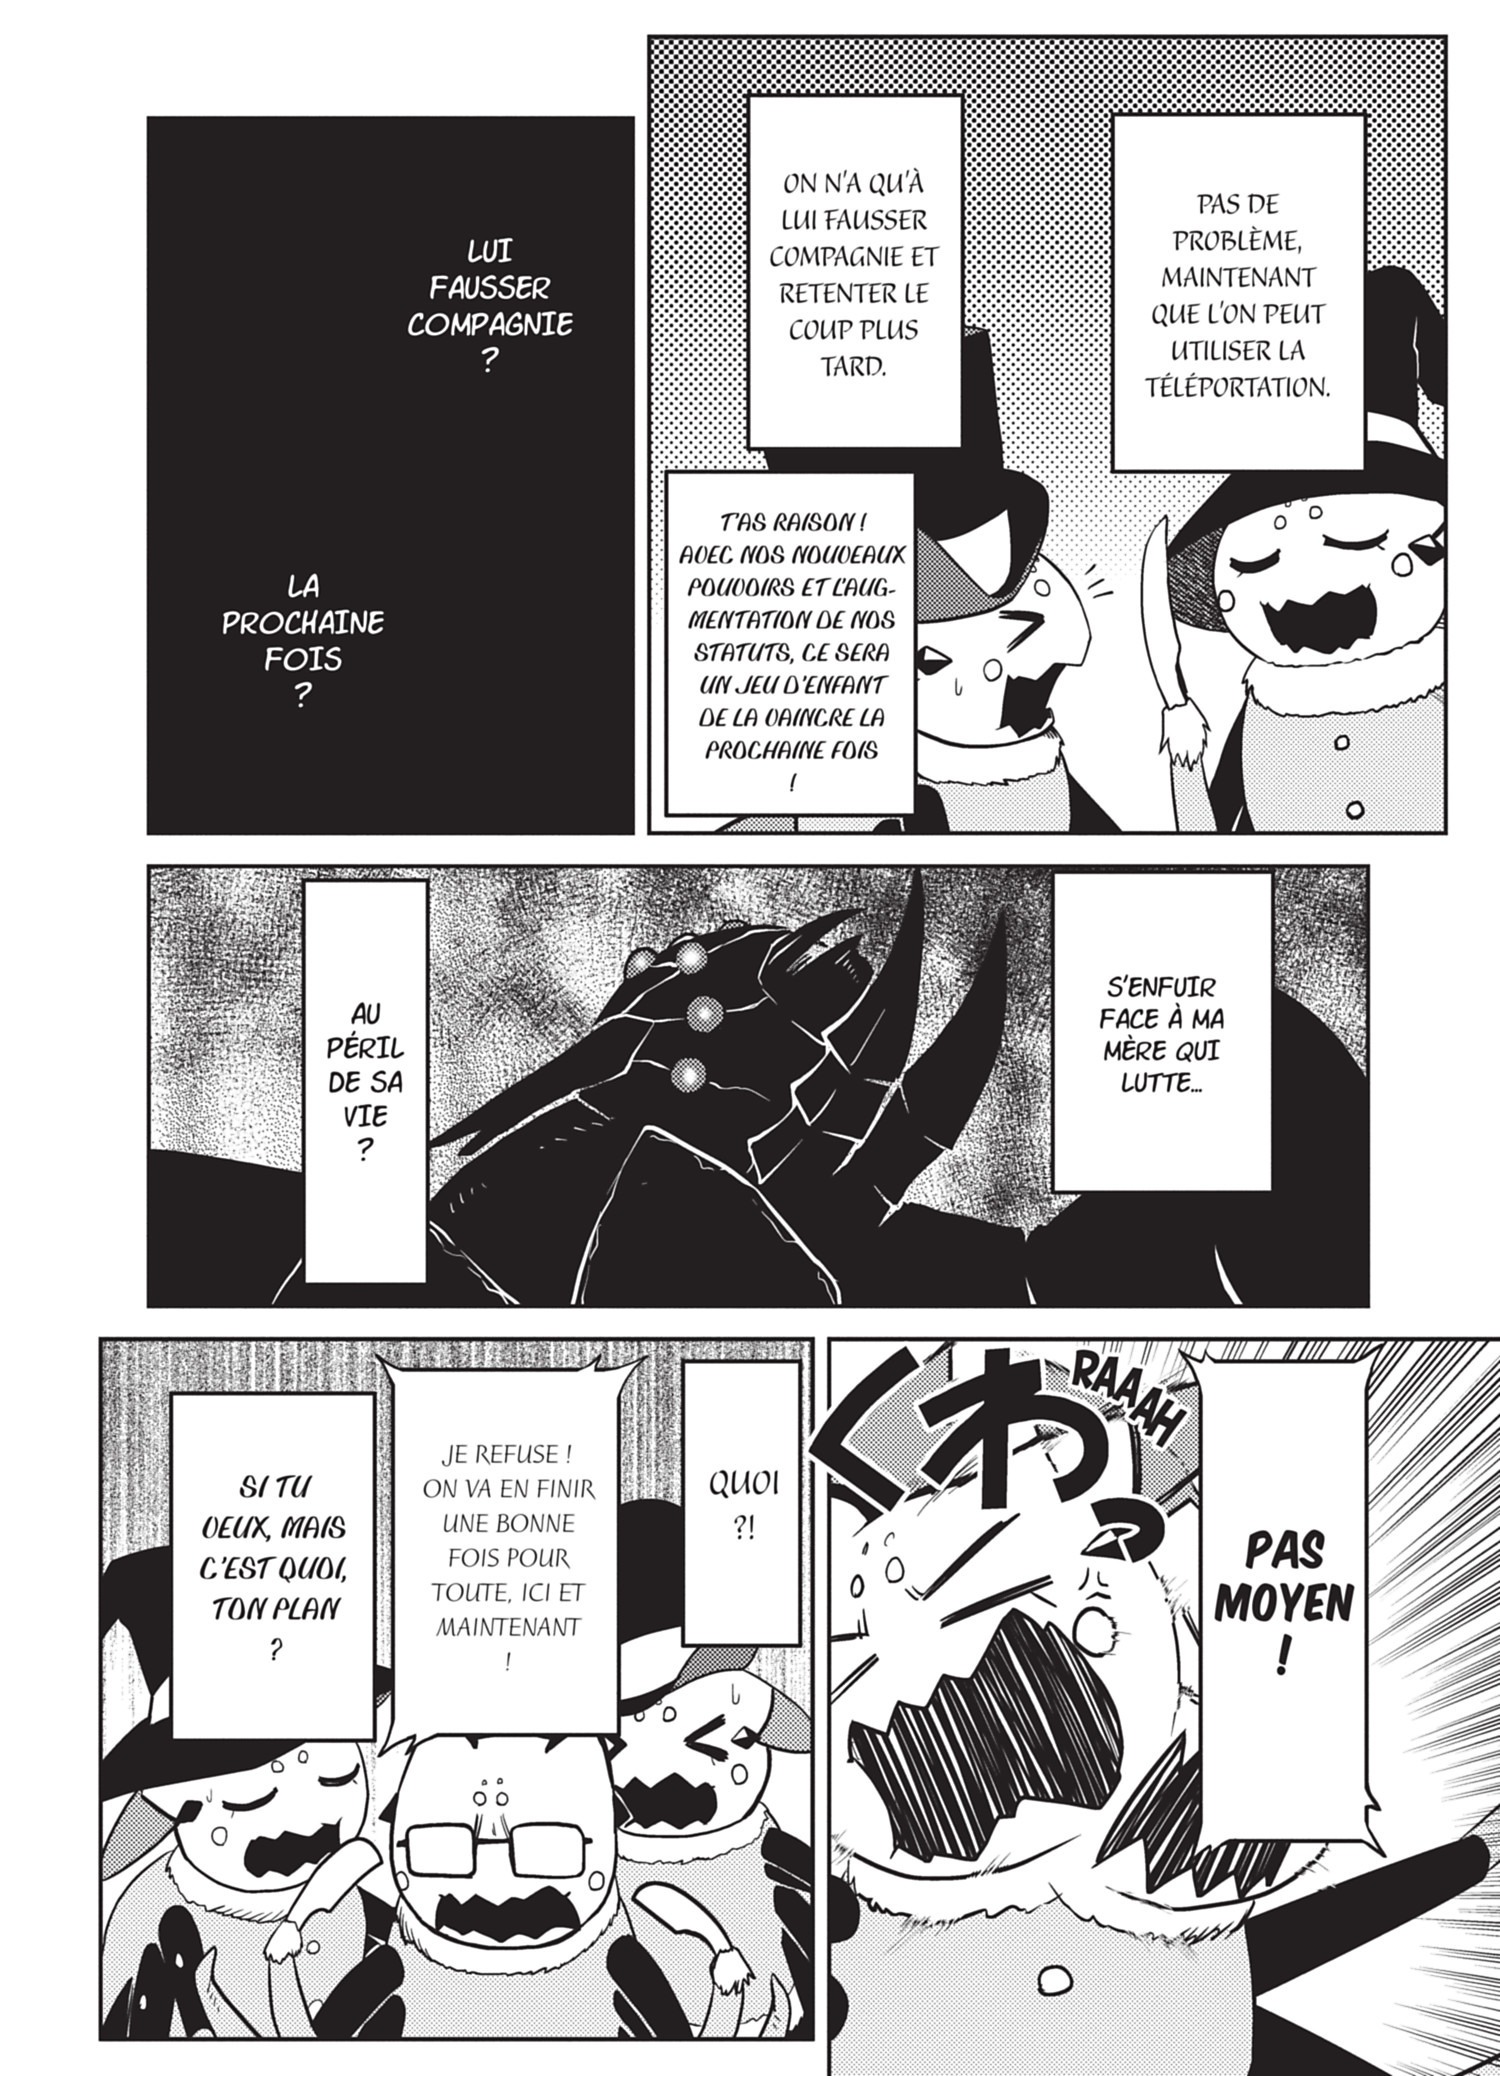 PAS DE
PROBLÈME,
MAINTENANT
QUE L'ON PEUT
UTILISER LA
TÉLÉPORTATION.
ON N'A QU'À
LUI FAUSSER
COMPAGNIE ET
RETENTER LE
COUP PLUS
TARD.
T'AS RAISON !
AVEC NOS NOUVEAUX
POUVOIRS ET L'AUG-
MENTATION DE NOS
STATUTS, CE SERA
UN JEU D'ENFANT
DE LA VAINCRE LA
PROCHAINE FOIS
!
LUI
FAUSSER
COMPAGNIE
?
LA
PROCHAINE
FOIS
?
S'ENFUIR
FACE À MA
MÈRE QUI
LUTTE...
AU
PÉRIL
DE SA
VIE
?
PAS
MOYEN
!
RAAAH
くわっ
QUOI
?!
JE REFUSE !
ON VA EN FINIR
UNE BONNE
FOIS POUR
TOUTE, ICI ET
MAINTENANT
!
SI TU
VEUX, MAIS
C'EST QUOI,
TON PLAN
?